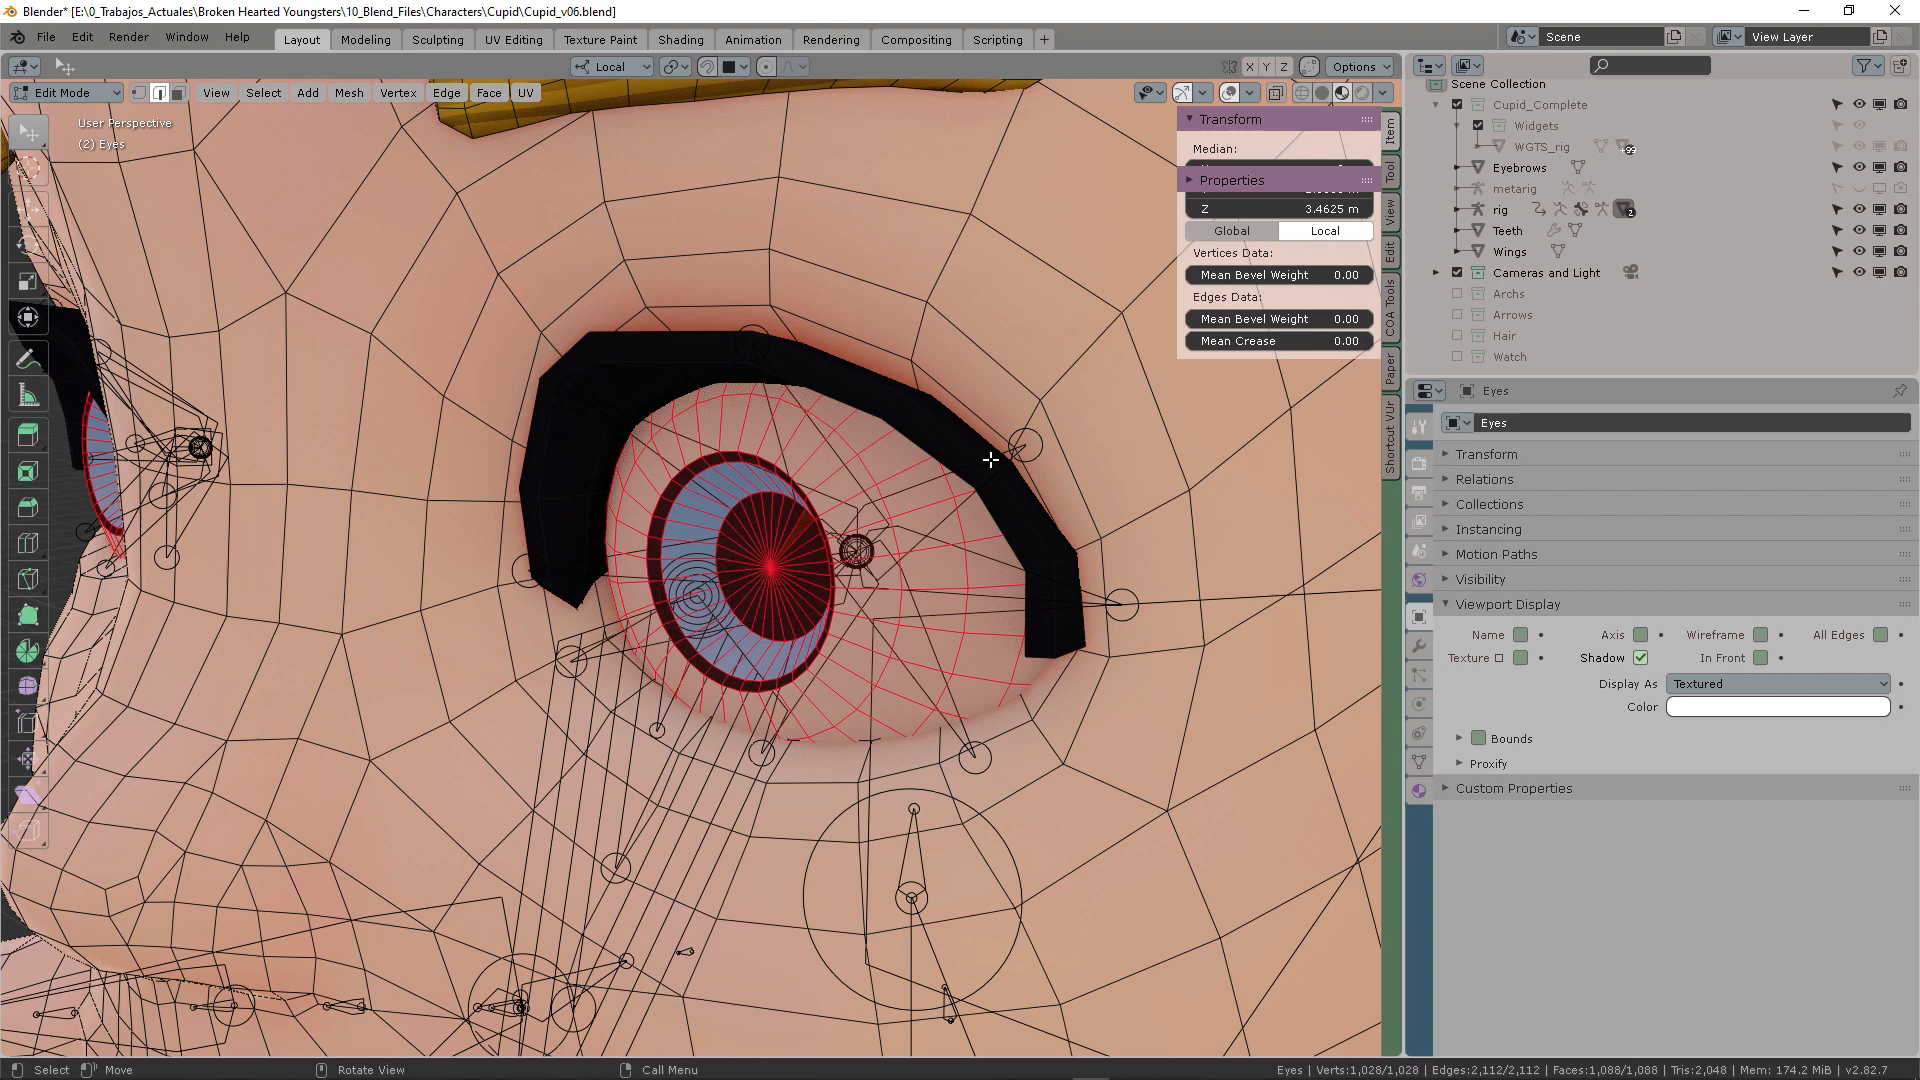 Blender* [E:\0_Trabajos_Actuales\Broken Hearted Youngsters\10_Blend_Files\Characters\Cupid\Cupid_v06.blend]
File Edit Render Window Help Layout Modeling Sculpting UV Editing Texture Paint Shading Animation Rendering Compositing Scripting + Scene View Layer
Local X Y Z Options
Edit Mode View Select Add Mesh Vertex Edge Face UV
User Perspective
(2) Eyes
Transform
Median:
Properties
Z 3.4625 m
Global Local
Vertices Data:
Mean Bevel Weight 0.00
Edges Data:
Mean Bevel Weight 0.00
Mean Crease 0.00
Item
Tool
View
Edit
COA Tools
Paper
Shortcut VUr
Scene Collection
Cupid_Complete
Widgets
WGTS_rig +99
Eyebrows
metarig
rig 2
Teeth
Wings
Cameras and Light
Archs
Arrows
Hair
Watch
Eyes
Eyes
Transform
Relations
Collections
Instancing
Motion Paths
Visibility
Viewport Display
Name Axis Wireframe All Edges
Texture Shadow In Front
Display As Textured
Color
Bounds
Proxify
Custom Properties
Select Move Rotate View Call Menu Eyes | Verts:1,028/1,028 | Edges:2,112/2,112 | Faces:1,088/1,088 | Tris:2,048 | Mem: 174.2 MiB | v2.82.7